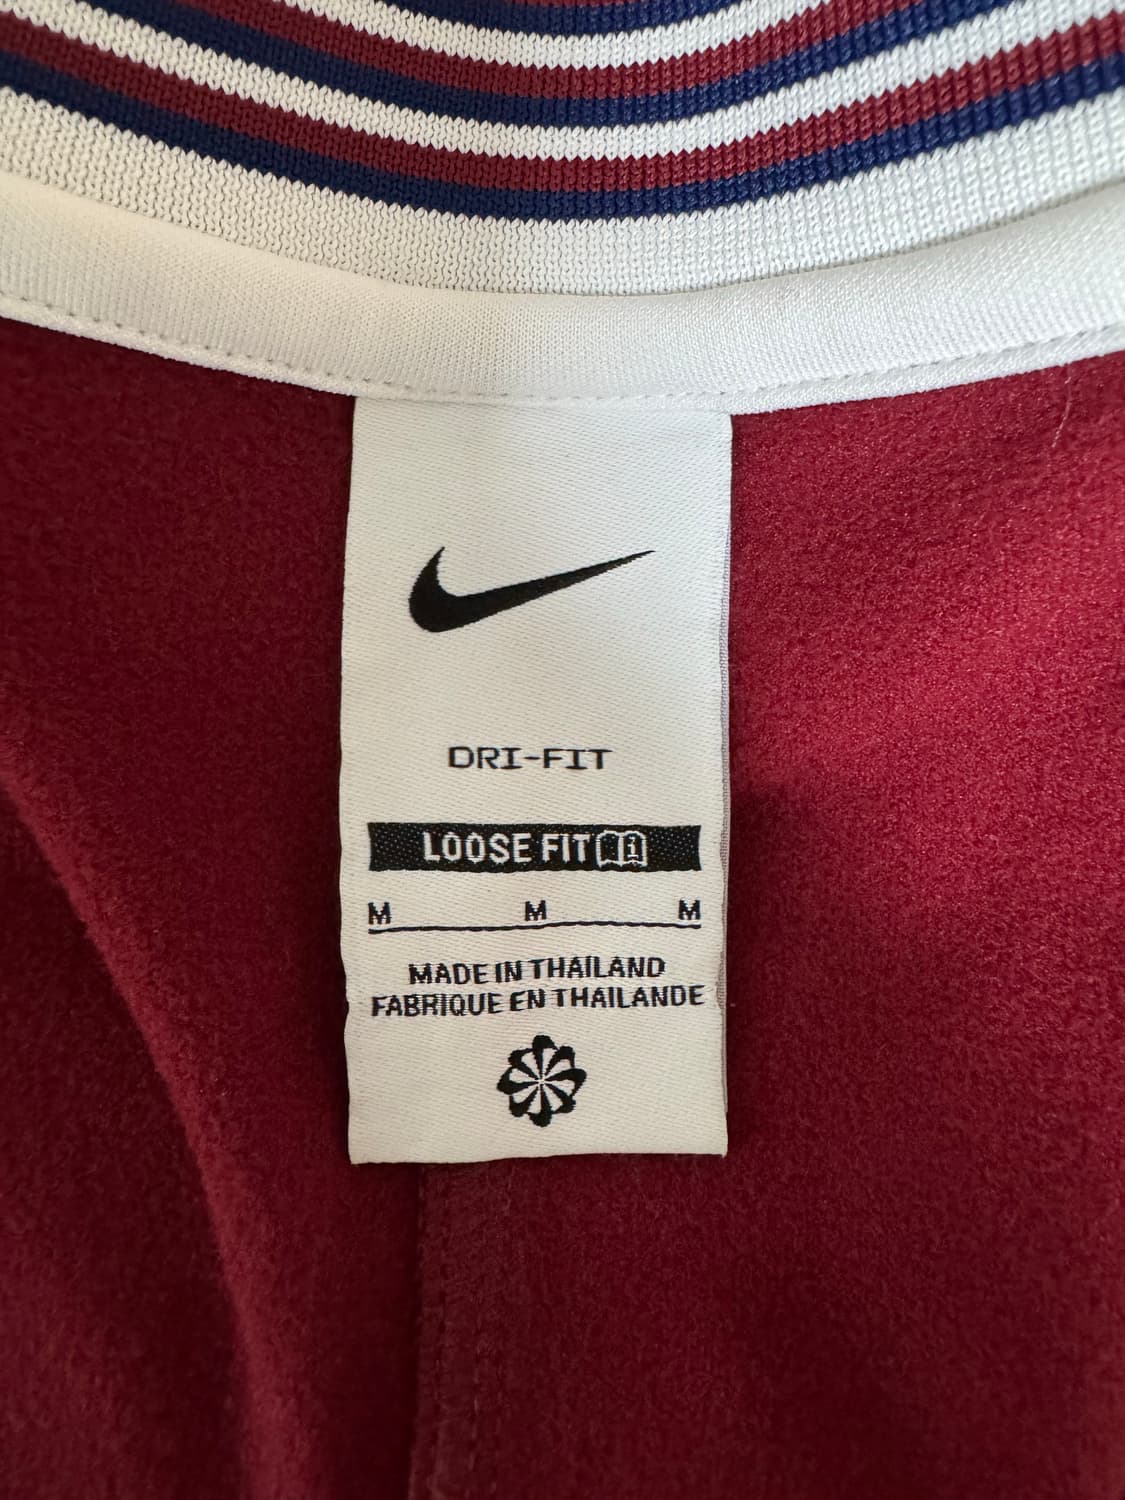 DRI-FIT
LOOSE FIT i
M M M
MADE IN THAILAND
FABRIQUE EN THAILANDE